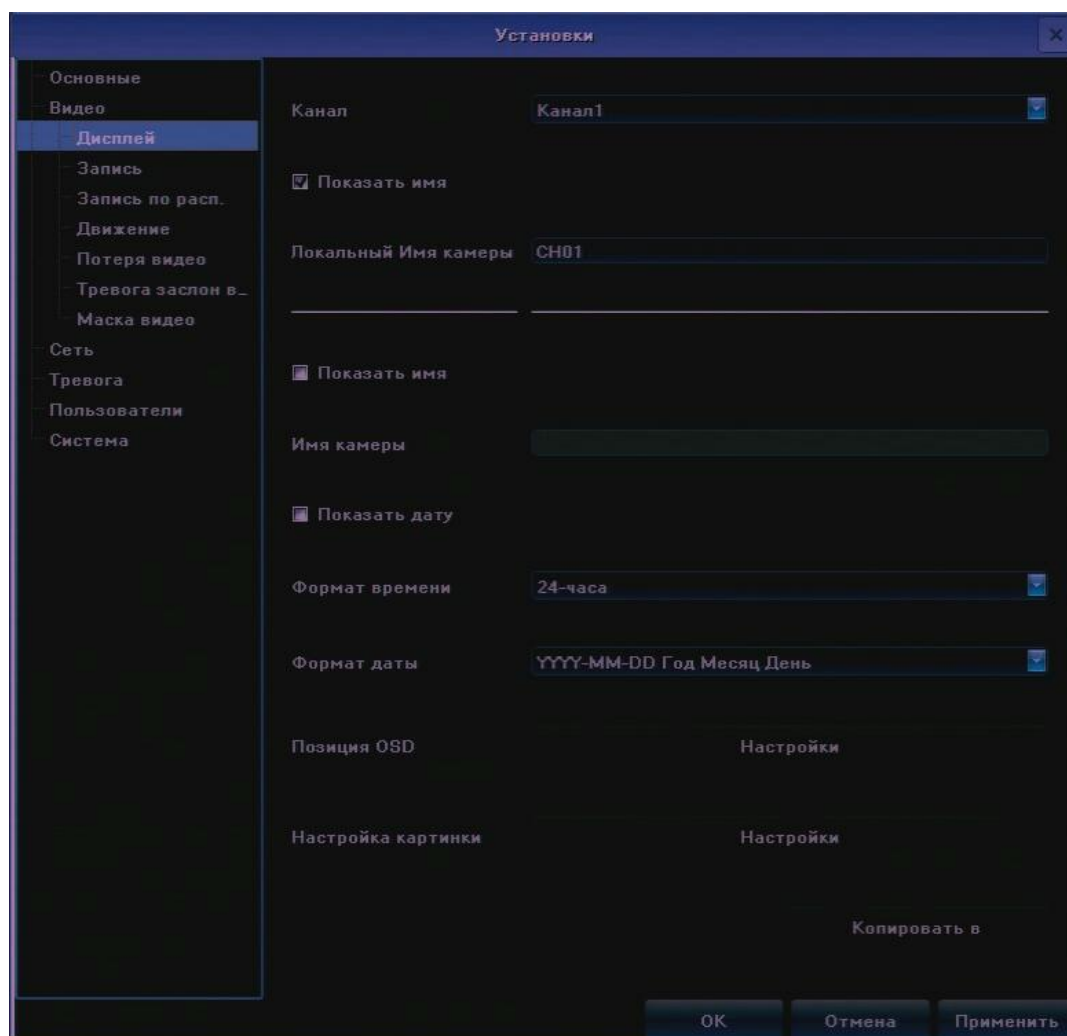 Установки
Основные
Видео
Дисплей
Запись
Запись по расп.
Движение
Потеря видео
Тревога заслон в_
Маска видео
Сеть
Тревога
Пользователи
Система
Канал
Канал1
Показать имя
Локальный Имя камеры
CH01
Показать имя
Имя камеры
Показать дату
Формат времени
24-часа
Формат даты
YYYY-MM-DD Год Месяц День
Позиция OSD
Настройки
Настройка картинки
Настройки
Копировать в
OK
Отмена
Применить